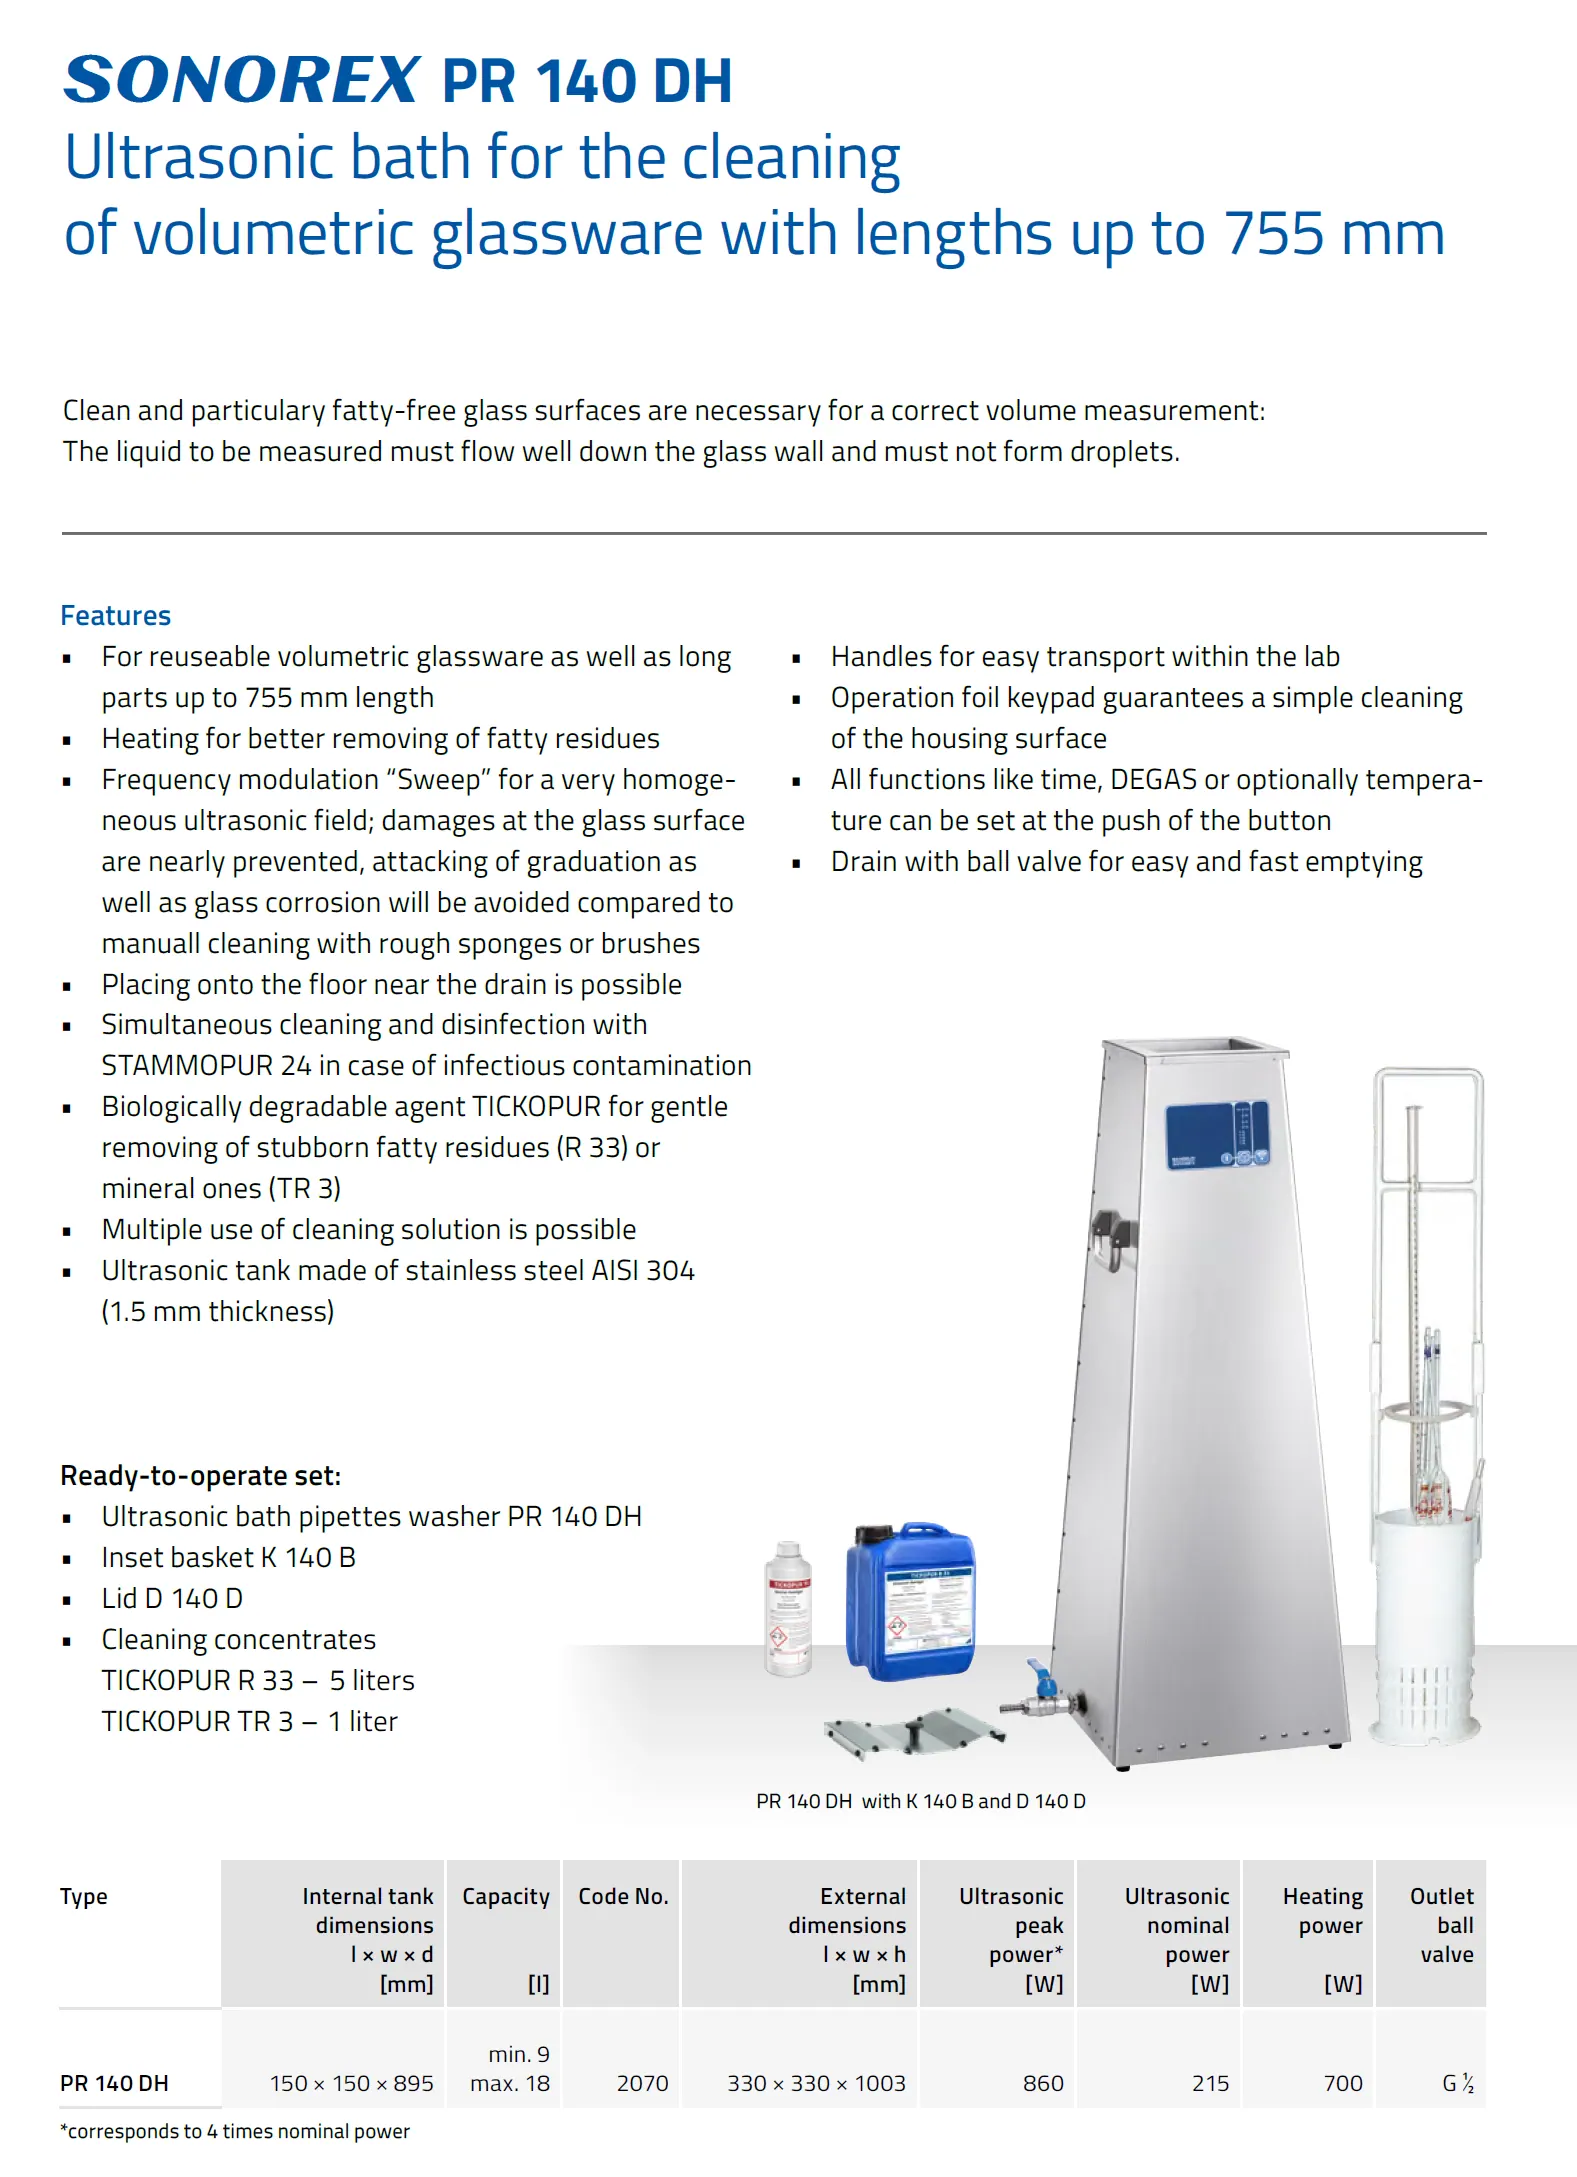 SONOREX PR 140 DH
Ultrasonic bath for the cleaning
of volumetric glassware with lengths up to 755 mm
Clean and particulary fatty-free glass surfaces are necessary for a correct volume measurement:
The liquid to be measured must flow well down the glass wall and must not form droplets.
Features
▪ For reuseable volumetric glassware as well as long
parts up to 755 mm length
▪ Heating for better removing of fatty residues
▪ Frequency modulation “Sweep” for a very homoge-
neous ultrasonic field; damages at the glass surface
are nearly prevented, attacking of graduation as
well as glass corrosion will be avoided compared to
manuall cleaning with rough sponges or brushes
▪ Placing onto the floor near the drain is possible
▪ Simultaneous cleaning and disinfection with
STAMMOPUR 24 in case of infectious contamination
▪ Biologically degradable agent TICKOPUR for gentle
removing of stubborn fatty residues (R 33) or
mineral ones (TR 3)
▪ Multiple use of cleaning solution is possible
▪ Ultrasonic tank made of stainless steel AISI 304
(1.5 mm thickness)
▪ Handles for easy transport within the lab
▪ Operation foil keypad guarantees a simple cleaning
of the housing surface
▪ All functions like time, DEGAS or optionally tempera-
ture can be set at the push of the button
▪ Drain with ball valve for easy and fast emptying
Ready-to-operate set:
▪ Ultrasonic bath pipettes washer PR 140 DH
▪ Inset basket K 140 B
▪ Lid D 140 D
▪ Cleaning concentrates
TICKOPUR R 33 – 5 liters
TICKOPUR TR 3 – 1 liter
TICKOPUR
TICKOPUR R 33
PR 140 DH with K 140 B and D 140 D
Type
Internal tank
dimensions
l × w × d
[mm]
Capacity
[l]
Code No.
External
dimensions
l × w × h
[mm]
Ultrasonic
peak
power*
[W]
Ultrasonic
nominal
power
[W]
Heating
power
[W]
Outlet
ball
valve
PR 140 DH
150 × 150 × 895
min. 9
max. 18
2070
330 × 330 × 1003
860
215
700
G ½
*corresponds to 4 times nominal power